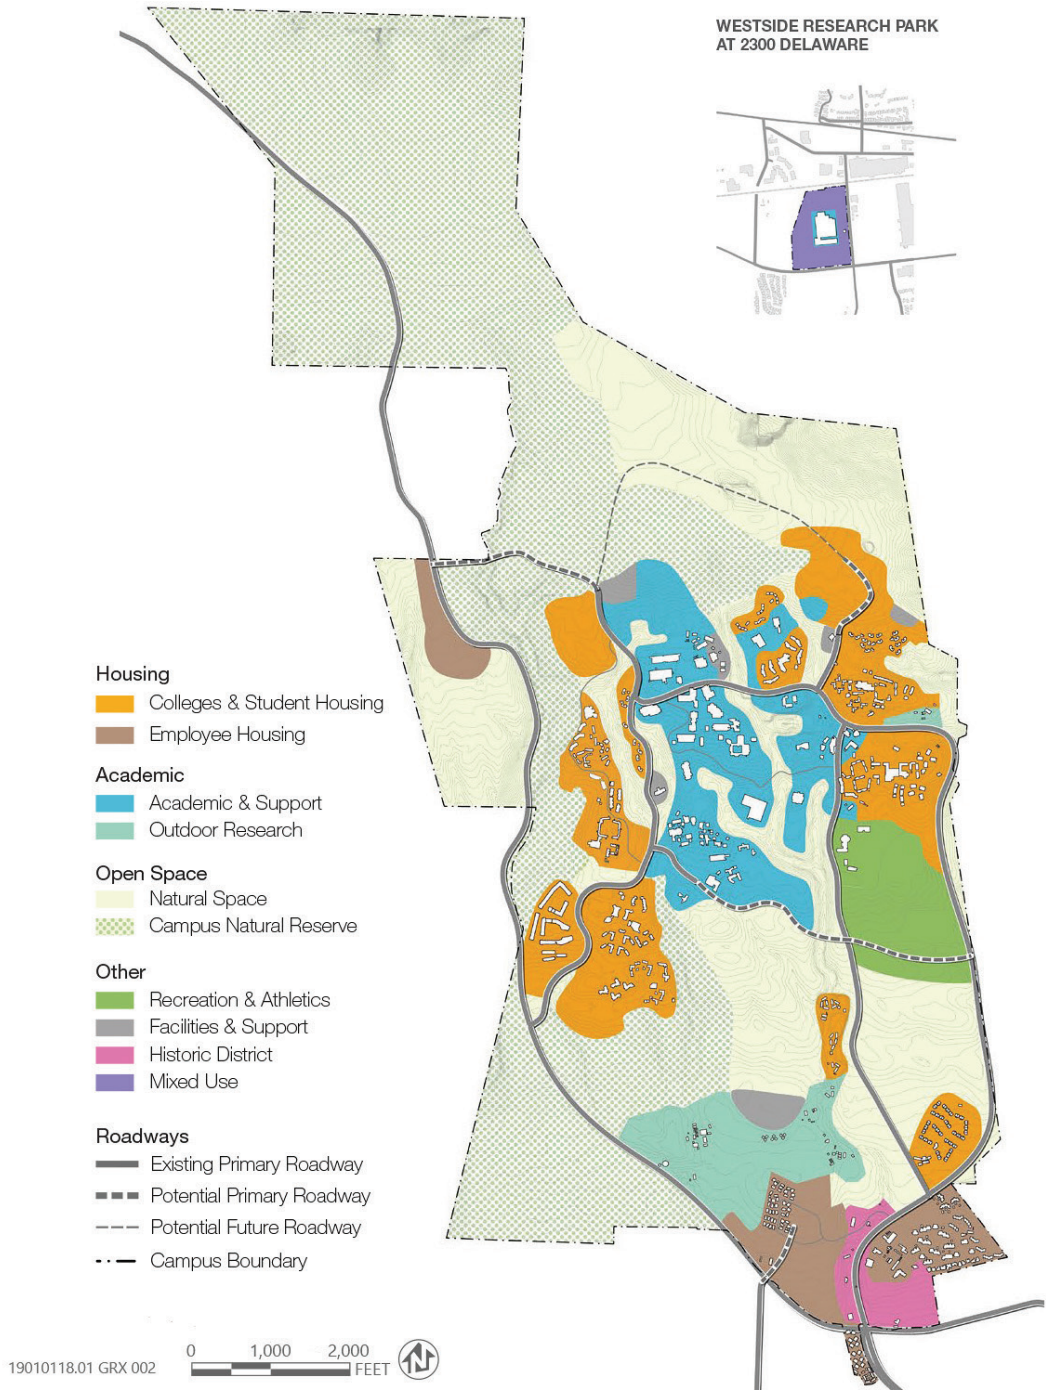 WESTSIDE RESEARCH PARK
AT 2300 DELAWARE
Housing
Colleges & Student Housing
Employee Housing
Academic
Academic & Support
Outdoor Research
Open Space
Natural Space
Campus Natural Reserve
Other
Recreation & Athletics
Facilities & Support
Historic District
Mixed Use
Roadways
Existing Primary Roadway
Potential Primary Roadway
Potential Future Roadway
Campus Boundary
0 1,000 2,000
FEET
N
19010118.01 GRX 002